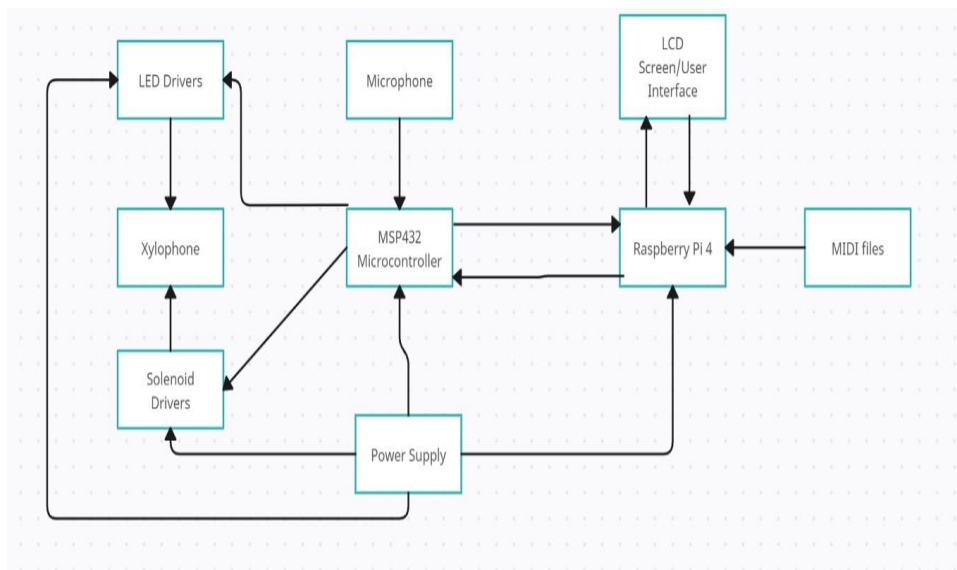 LED Drivers
Microphone
LCD
Screen/User
Interface
Xylophone
MSP432
Microcontroller
Raspberry Pi 4
MIDI files
Solenoid
Drivers
Power Supply